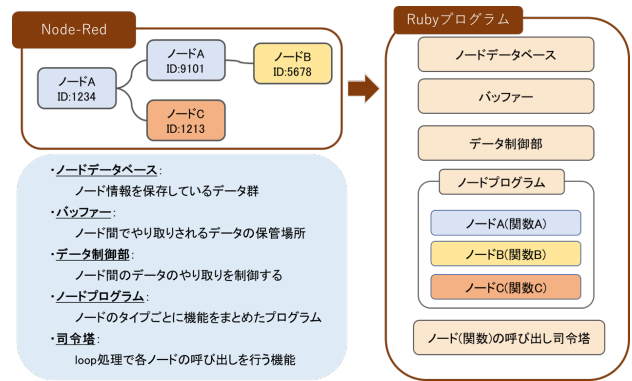 Node-Red
ノードA
ID:1234
ノードA
ID:9101
ノードB
ID:5678
ノードC
ID:1213
・ノードデータベース：
ノード情報を保存しているデータ群
・バッファー：
ノード間でやり取りされるデータの保管場所
・データ制御部：
ノード間のデータのやり取りを制御する
・ノードプログラム：
ノードのタイプごとに機能をまとめたプログラム
・司令塔：
loop処理で各ノードの呼び出しを行う機能
Rubyプログラム
ノードデータベース
バッファー
データ制御部
ノードプログラム
ノードA(関数A)
ノードB(関数B)
ノードC(関数C)
ノード(関数)の呼び出し司令塔